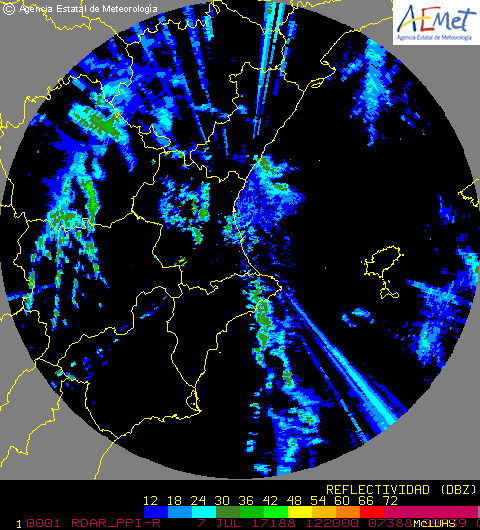 © Agencia Estatal de Meteorología
AEMet
Agencia Estatal de Meteorología
REFLECTIVIDAD (DBZ)
12 18 24 30 36 42 48 54 60 66 72
1 0001 RDAR_PPI-R 7 JUL 17188 122000 07388